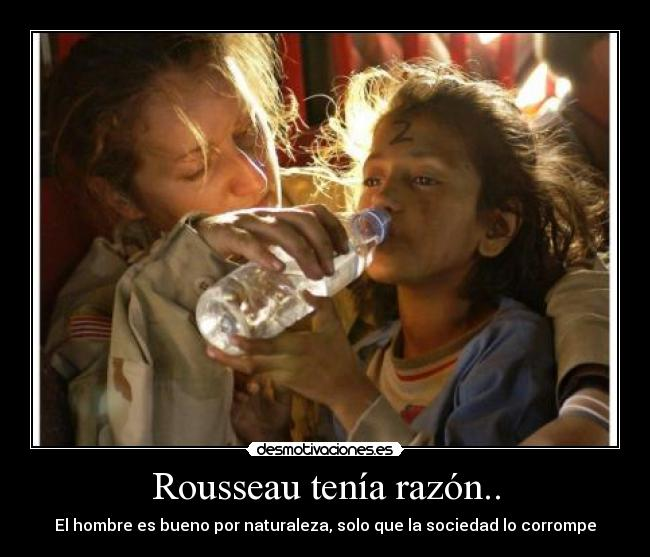 2
desmotivaciones.es
Rousseau tenía razón..
El hombre es bueno por naturaleza, solo que la sociedad lo corrompe